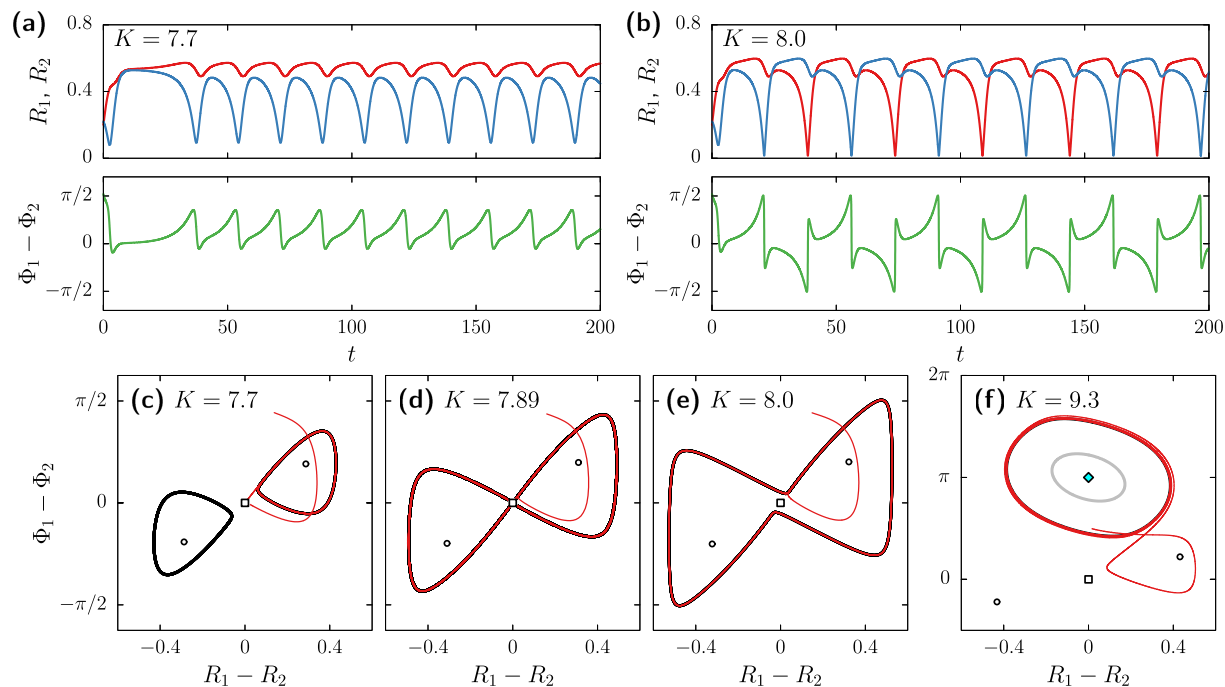 (a) K = 7.7
0.8
0.4
0
R₁, R₂
π/2
0
−π/2
Φ₁ − Φ₂
0 50 100 150 200
t
(b) K = 8.0
0.8
0.4
0
R₁, R₂
π/2
0
−π/2
Φ₁ − Φ₂
0 50 100 150 200
t
(c) K = 7.7
π/2
0
−π/2
Φ₁ − Φ₂
−0.4 0 0.4
R₁ − R₂
(d) K = 7.89
−0.4 0 0.4
R₁ − R₂
(e) K = 8.0
−0.4 0 0.4
R₁ − R₂
(f) K = 9.3
2π
π
0
−0.4 0 0.4
R₁ − R₂